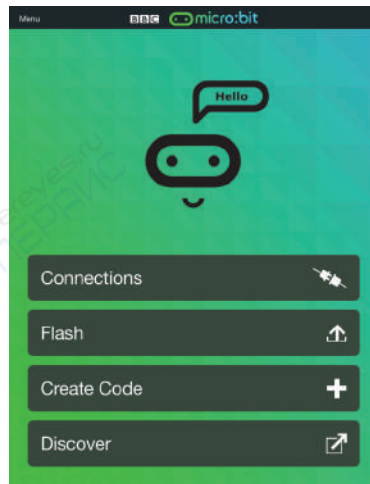 Menu BBC micro:bit
Hello
Connections
Flash
Create Code
Discover